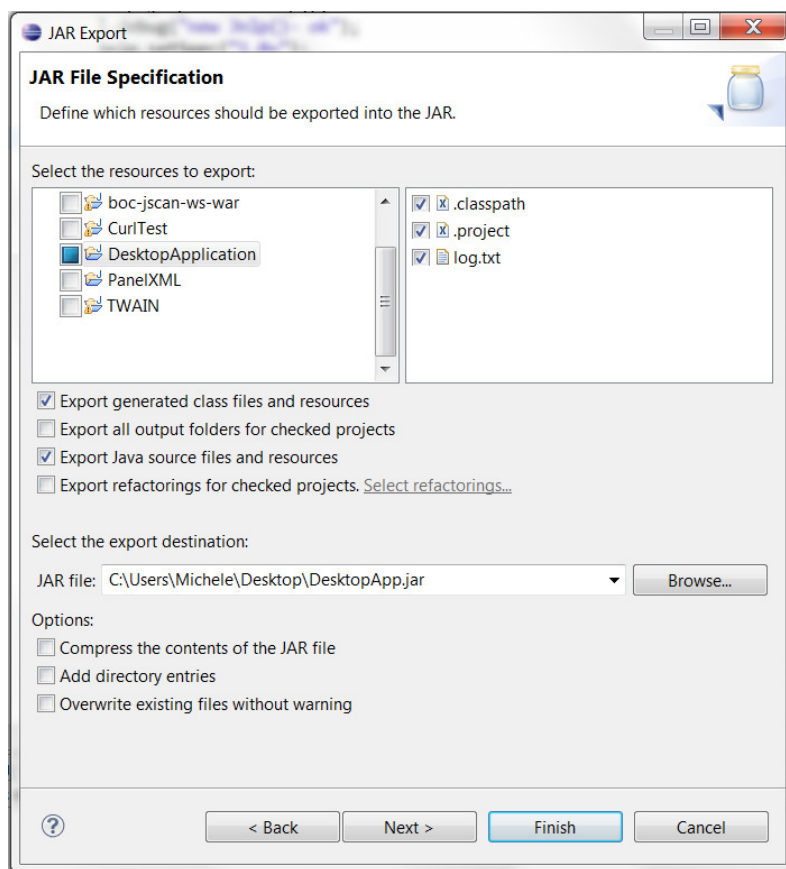 JAR Export
JAR File Specification
Define which resources should be exported into the JAR.
Select the resources to export:
boc-jscan-ws-war
CurlTest
DesktopApplication
PanelXML
TWAIN
.classpath
.project
log.txt
Export generated class files and resources
Export all output folders for checked projects
Export Java source files and resources
Export refactorings for checked projects. Select refactorings...
Select the export destination:
JAR file: C:\Users\Michele\Desktop\DesktopApp.jar Browse...
Options:
Compress the contents of the JAR file
Add directory entries
Overwrite existing files without warning
? < Back Next > Finish Cancel